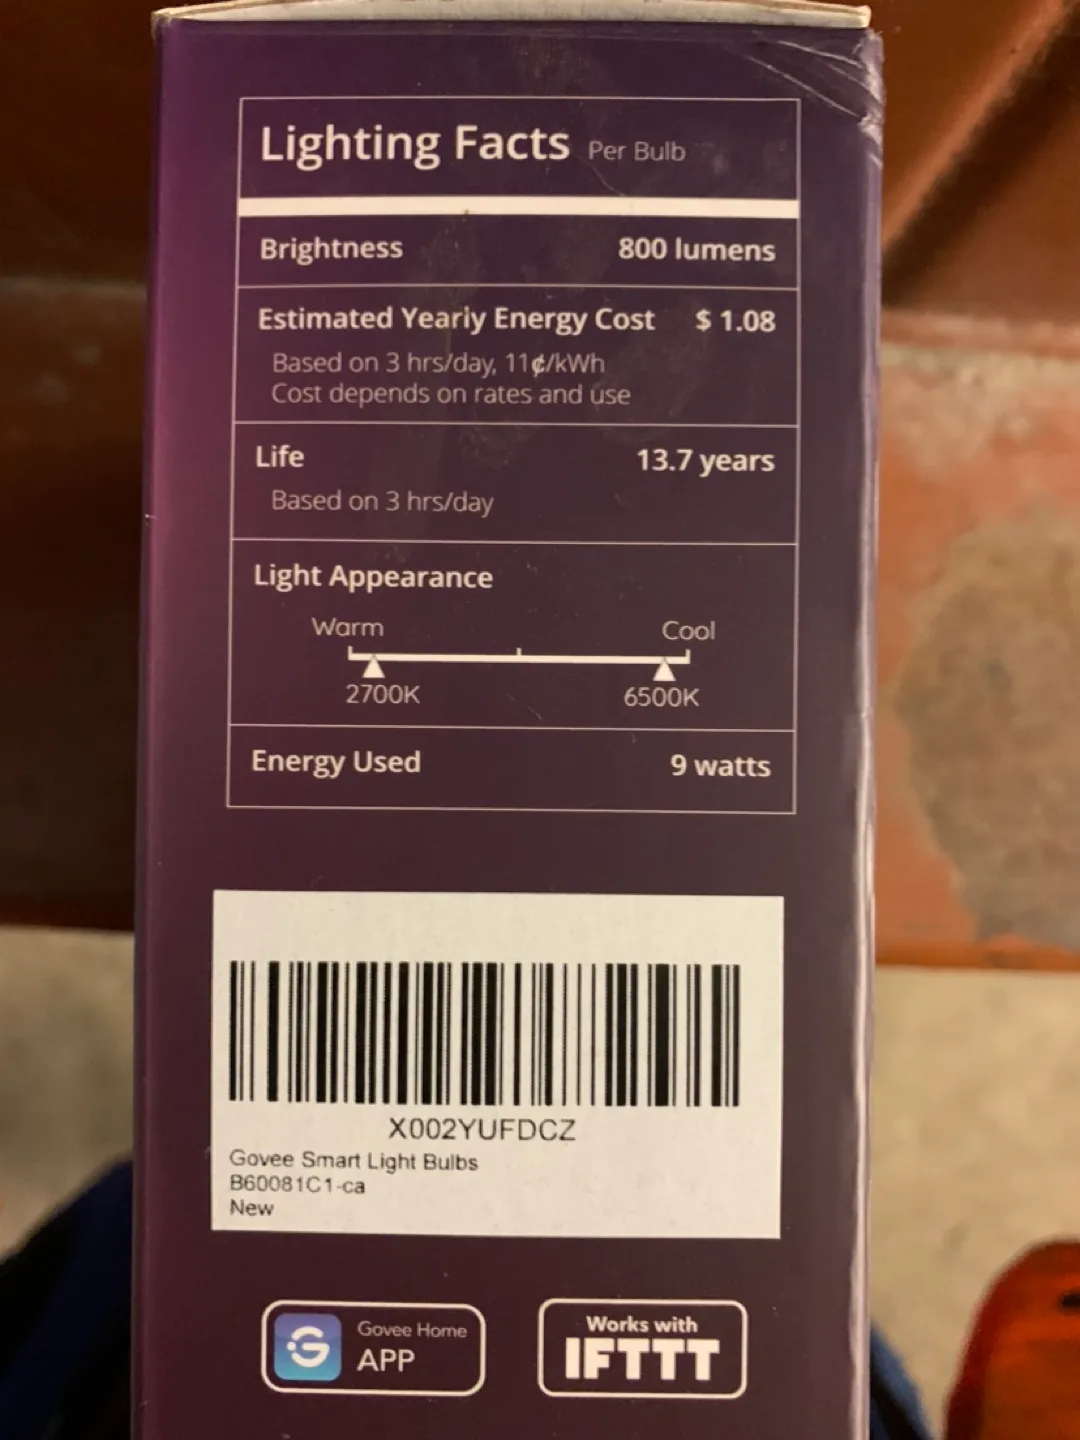 Lighting Facts Per Bulb
Brightness 800 lumens
Estimated Yearly Energy Cost $ 1.08
Based on 3 hrs/day, 11¢/kWh
Cost depends on rates and use
Life 13.7 years
Based on 3 hrs/day
Light Appearance
Warm Cool
2700K 6500K
Energy Used 9 watts
X002YUFDCZ
Govee Smart Light Bulbs
B60081C1-ca
New
Govee Home
APP
Works with
IFTTT